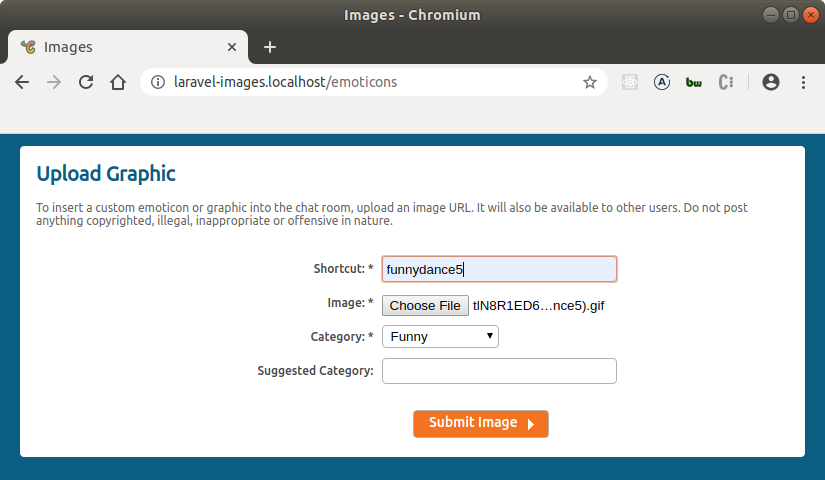 Images - Chromium
Images
laravel-images.localhost/emoticons
bw
Upload Graphic
To insert a custom emoticon or graphic into the chat room, upload an image URL. It will also be available to other users. Do not post
anything copyrighted, illegal, inappropriate or offensive in nature.
Shortcut: * funnydance5
Image: * Choose File tlN8R1ED6…nce5).gif
Category: * Funny
Suggested Category:
Submit Image